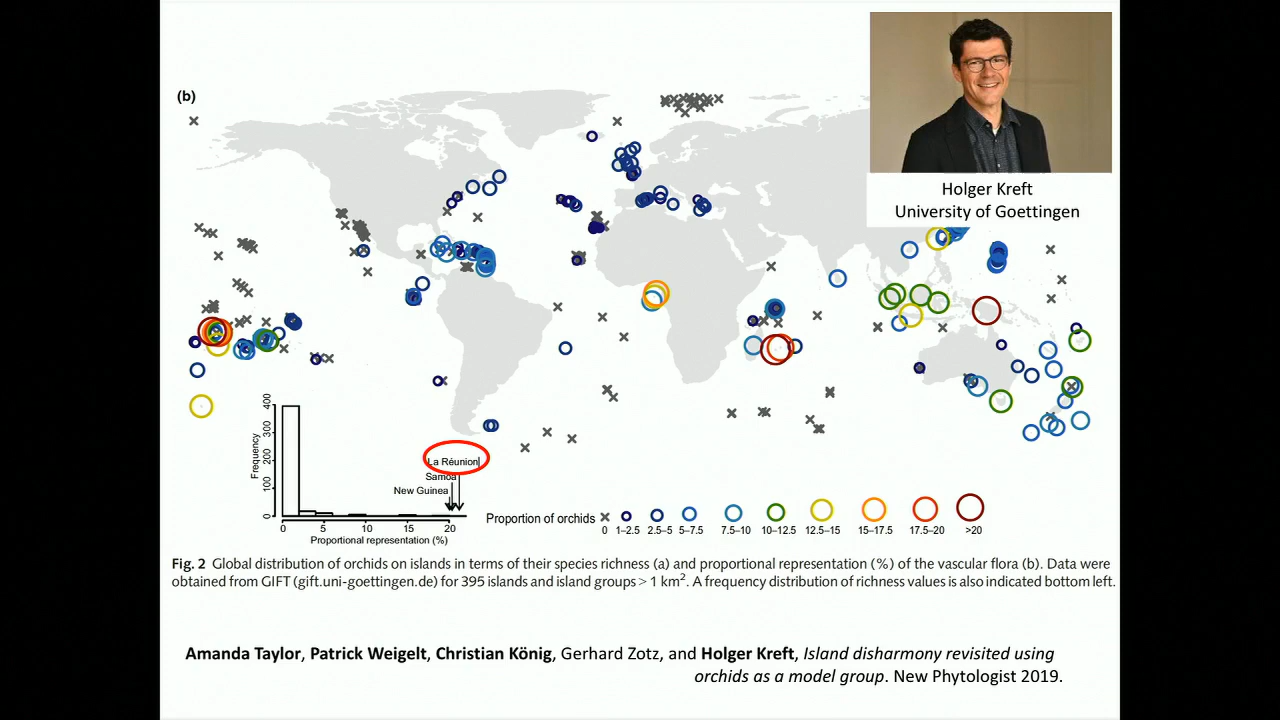 (b)
Holger Kreft
University of Goettingen
Frequency
400
300
200
100
0
La Réunion
Samoa
New Guinea
0 5 10 15 20
Proportional representation (%)
Proportion of orchids
0 1–2.5 2.5–5 5–7.5 7.5–10 10–12.5 12.5–15 15–17.5 17.5–20 >20
Fig. 2 Global distribution of orchids on islands in terms of their species richness (a) and proportional representation (%) of the vascular flora (b). Data were
obtained from GIFT (gift.uni-goettingen.de) for 395 islands and island groups > 1 km². A frequency distribution of richness values is also indicated bottom left.
Amanda Taylor, Patrick Weigelt, Christian König, Gerhard Zotz, and Holger Kreft, Island disharmony revisited using
orchids as a model group. New Phytologist 2019.